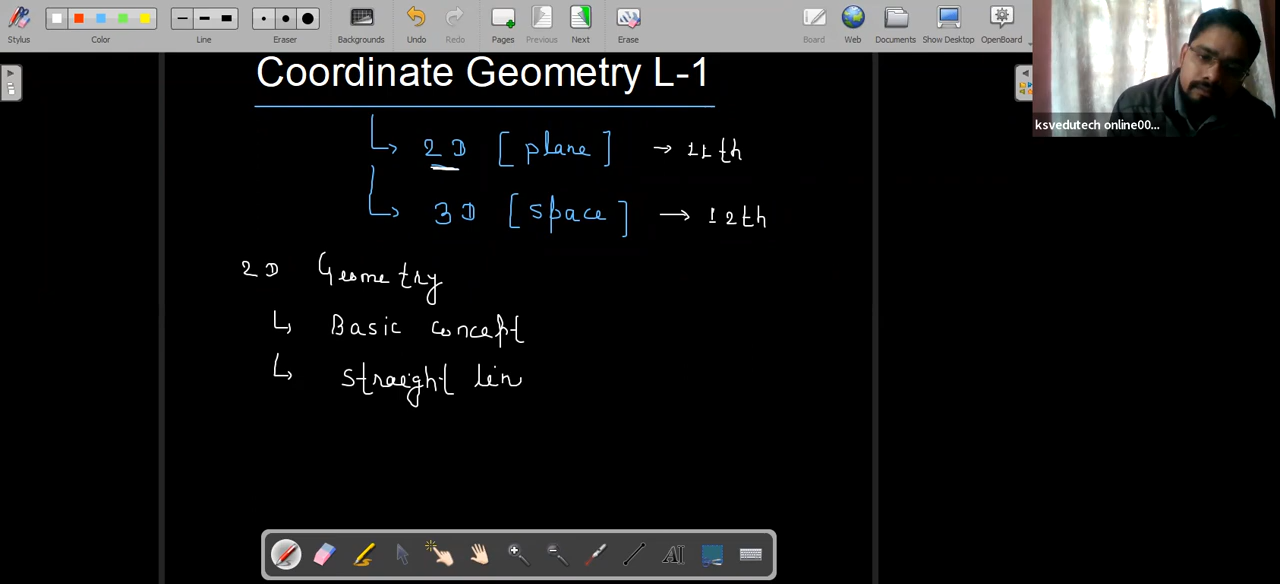 Stylus Color Line Eraser Backgrounds Undo Redo Pages Previous Next Erase Board Web Documents Show Desktop OpenBoard
ksvedutech online00...
Coordinate Geometry L-1
2D [plane] → 11th
3D [space] → 12th
2D Geometry
↳ Basic concept
↳ straight lin
AI